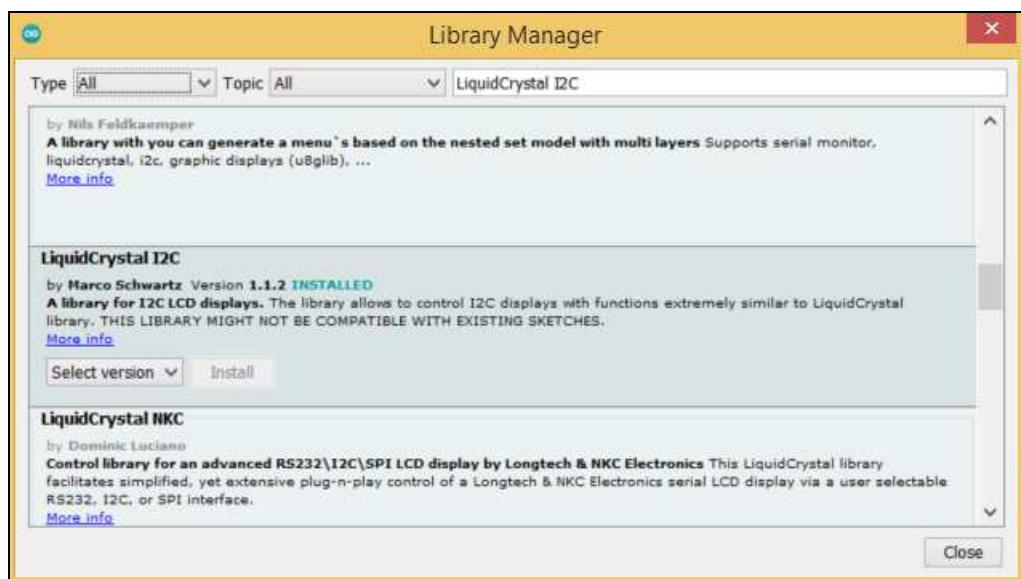 Library Manager
Type All Topic All LiquidCrystal I2C
by Nils Feldkaemper
A library with you can generate a menu`s based on the nested set model with multi layers Supports serial monitor,
liquidcrystal, i2c, graphic displays (u8glib), ...
More info
LiquidCrystal I2C
by Marco Schwartz Version 1.1.2 INSTALLED
A library for I2C LCD displays. The library allows to control I2C displays with functions extremely similar to LiquidCrystal
library. THIS LIBRARY MIGHT NOT BE COMPATIBLE WITH EXISTING SKETCHES.
More info
Select version Install
LiquidCrystal NKC
by Dominic Luciano
Control library for an advanced RS232\I2C\SPI LCD display by Longtech & NKC Electronics This LiquidCrystal library
facilitates simplified, yet extensive plug-n-play control of a Longtech & NKC Electronics serial LCD display via a user selectable
RS232, I2C, or SPI interface.
More info
Close